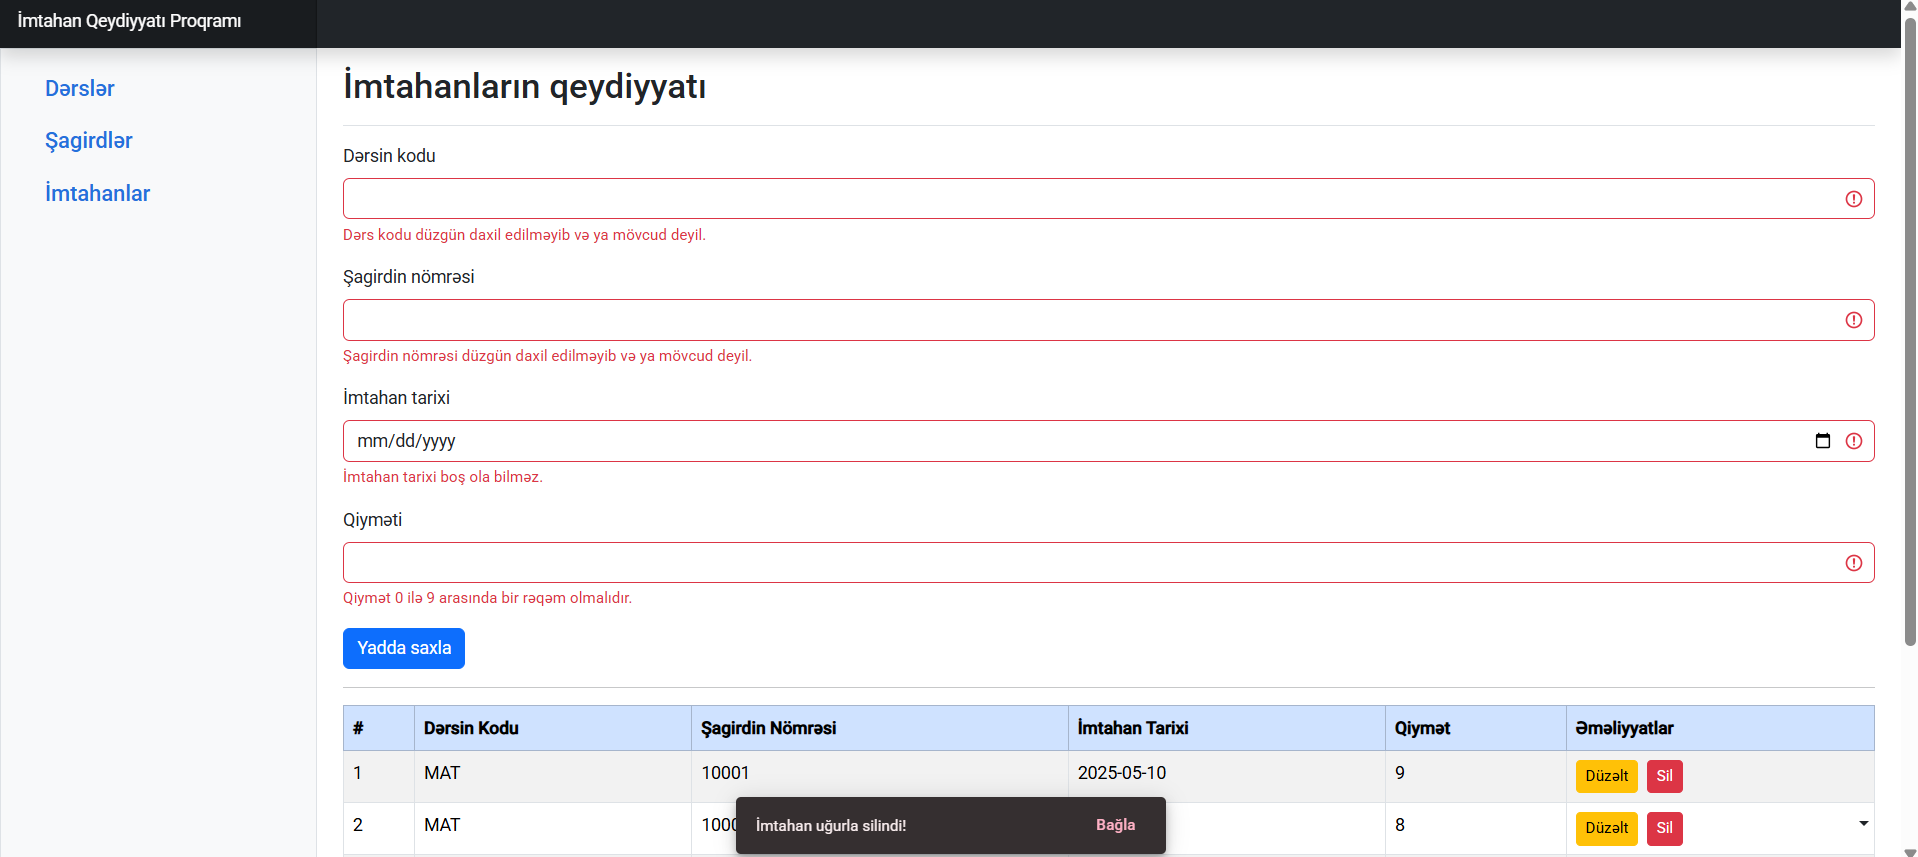 İmtahan Qeydiyyatı Proqramı
Dərslər
Şagirdlər
İmtahanlar
İmtahanların qeydiyyatı
Dərsin kodu
Dərs kodu düzgün daxil edilməyib və ya mövcud deyil.
Şagirdin nömrəsi
Şagirdin nömrəsi düzgün daxil edilməyib və ya mövcud deyil.
İmtahan tarixi
mm/dd/yyyy
İmtahan tarixi boş ola bilməz.
Qiyməti
Qiymət 0 ilə 9 arasında bir rəqəm olmalıdır.
Yadda saxla
# Dərsin Kodu Şagirdin Nömrəsi İmtahan Tarixi Qiymət Əməliyyatlar
1 MAT 10001 2025-05-10 9 Düzəlt Sil
2 MAT 8 Düzəlt Sil
İmtahan uğurla silindi! Bağla